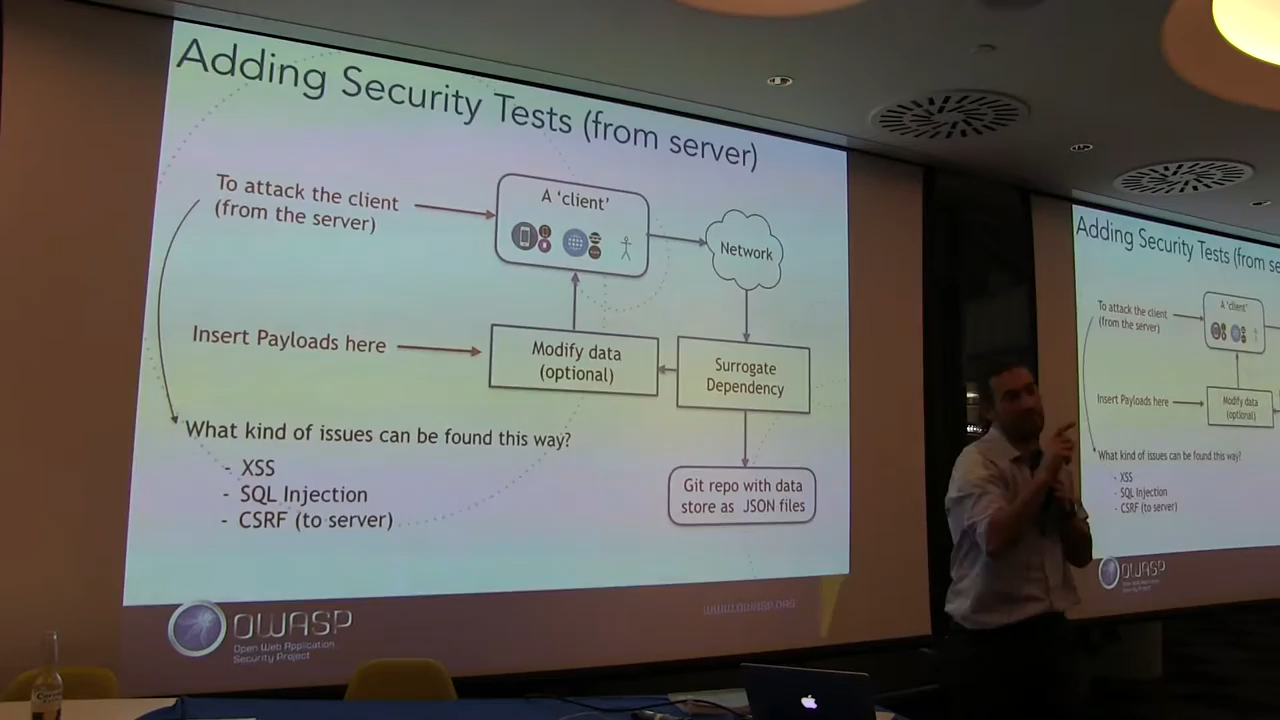 Adding Security Tests (from server)
To attack the client
(from the server)
A 'client'
Network
Insert Payloads here
Modify data
(optional)
Surrogate
Dependency
What kind of issues can be found this way?
- XSS
- SQL Injection
- CSRF (to server)
Git repo with data
store as JSON files
OWASP
Open Web Application
Security Project
WWW.OWASP.ORG
Adding Security Tests (from se
To attack the client
(from the server)
A 'client'
Insert Payloads here
Modify data
(optional)
What kind of issues can be found this way?
- XSS
- SQL Injection
- CSRF (to server)
OWASP